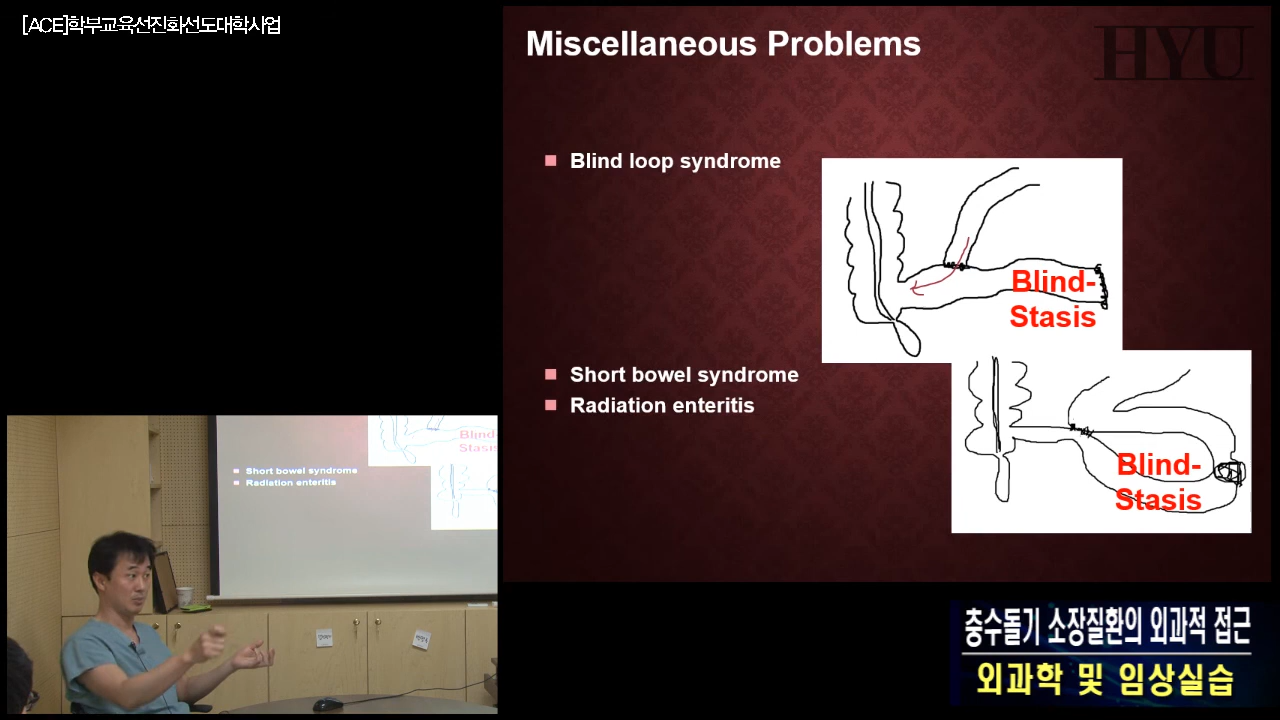 [ACE]학부교육선진화선도대학사업
Miscellaneous Problems
HYU
Blind loop syndrome
Blind-
Stasis
Short bowel syndrome
Radiation enteritis
Blind-
Stasis
Blind-
Stasis
Short bowel syndrome
Radiation enteritis
충수돌기 소장질환의 외과적 접근
외과학 및 임상실습